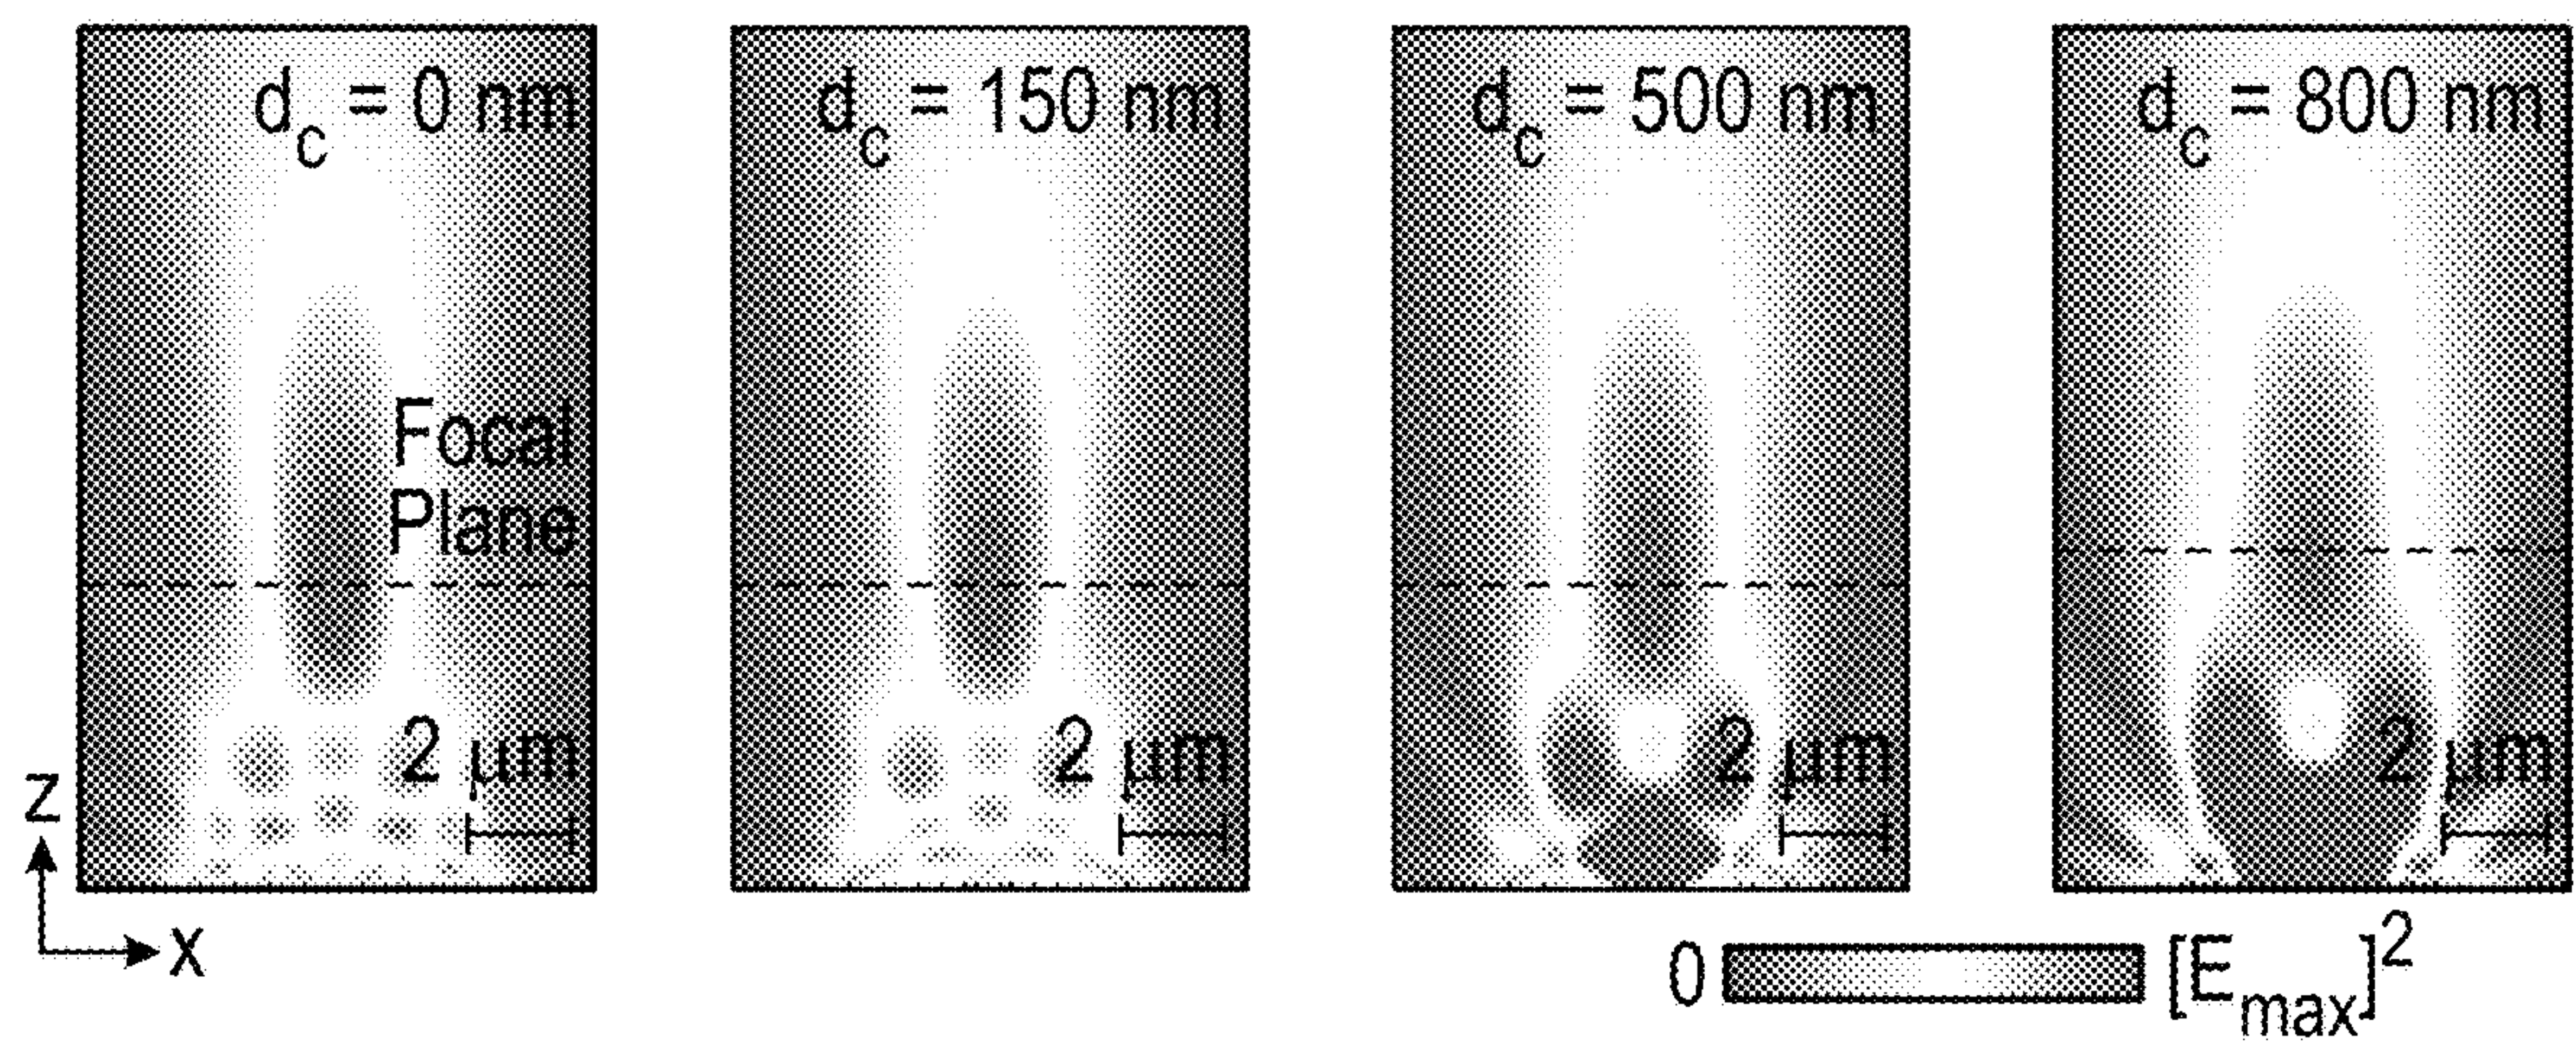 d_c = 0 nm
d_c = 150 nm
d_c = 500 nm
d_c = 800 nm
Focal
Plane
2 μm
2 μm
2 μm
2 μm
Z
X
0
[E_max]²